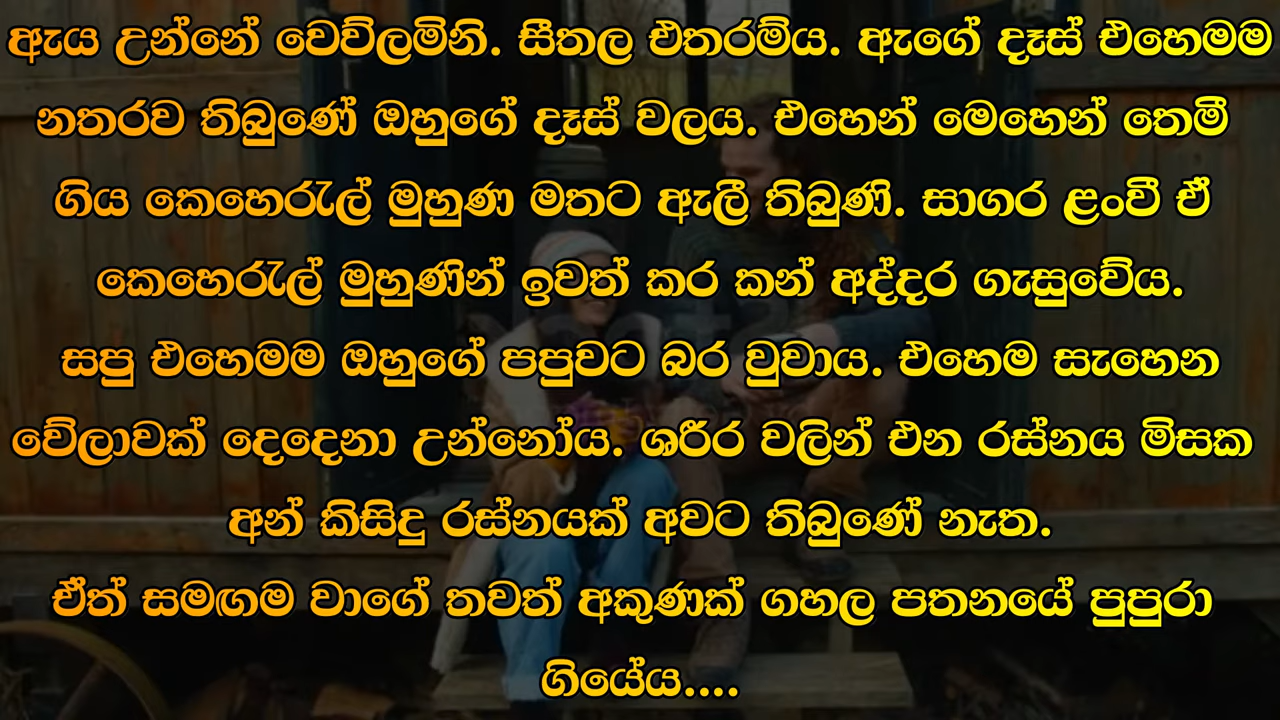 ඇය උන්නේ වෙව්ලමිනි. සීතල එතරම්ය. ඇගේ දෑස් එහෙමම
නතරව තිබුණේ ඔහුගේ දෑස් වලය. එහෙන් මෙහෙන් තෙමී
ගිය කෙහෙරැල් මුහුණ මතට ඇලී තිබුණි. සාගර ළංවී ඒ
කෙහෙරැල් මුහුණින් ඉවත් කර කන් අද්දර ගැසුවේය.
සපු එහෙමම ඔහුගේ පපුවට බර වුවාය. එහෙම සැහෙන
වේලාවක් දෙදෙනා උන්නෝය. ශරීර වලින් එන රස්නය මිසක
අන් කිසිදු රස්නයක් අවට තිබුණේ නැත.
ඒත් සමඟම වාගේ තවත් අකුණක් ගහල පතනයේ පුපුරා
ගියේය....